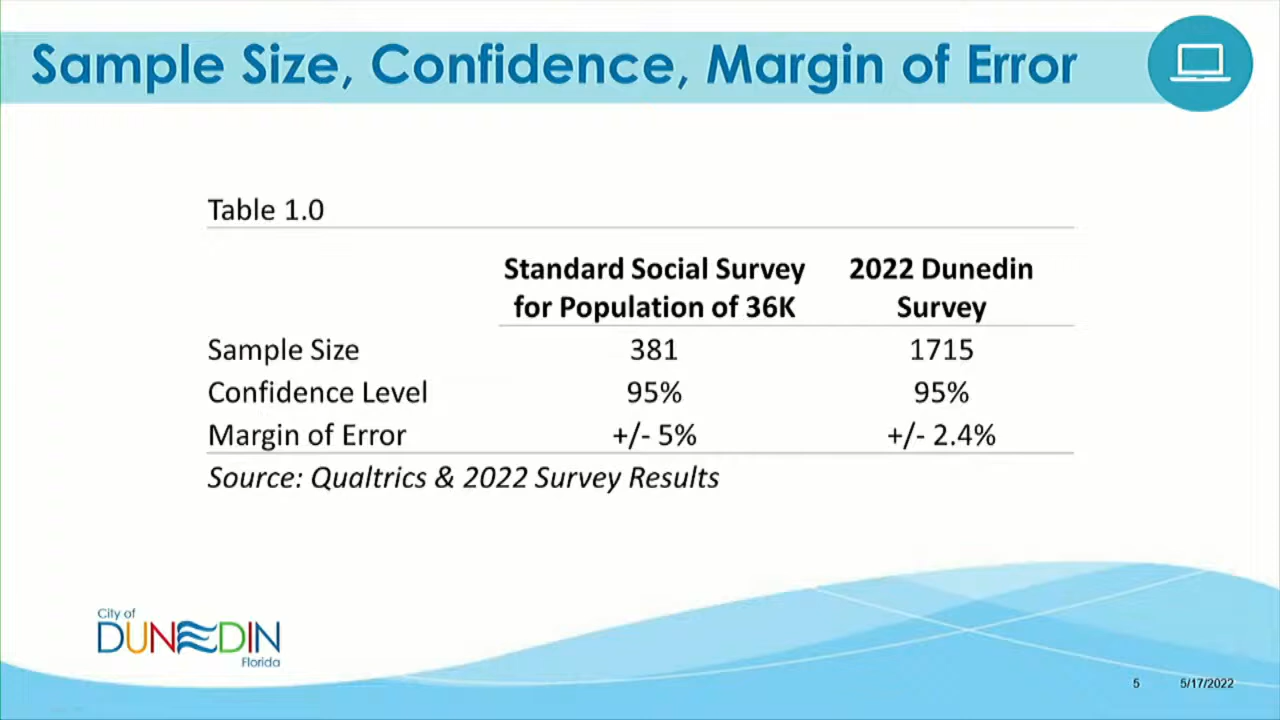 Sample Size, Confidence, Margin of Error
Table 1.0
Standard Social Survey for Population of 36K
2022 Dunedin Survey
Sample Size 381 1715
Confidence Level 95% 95%
Margin of Error +/- 5% +/- 2.4%
Source: Qualtrics & 2022 Survey Results
City of
DUNEDIN
Florida
5 5/17/2022